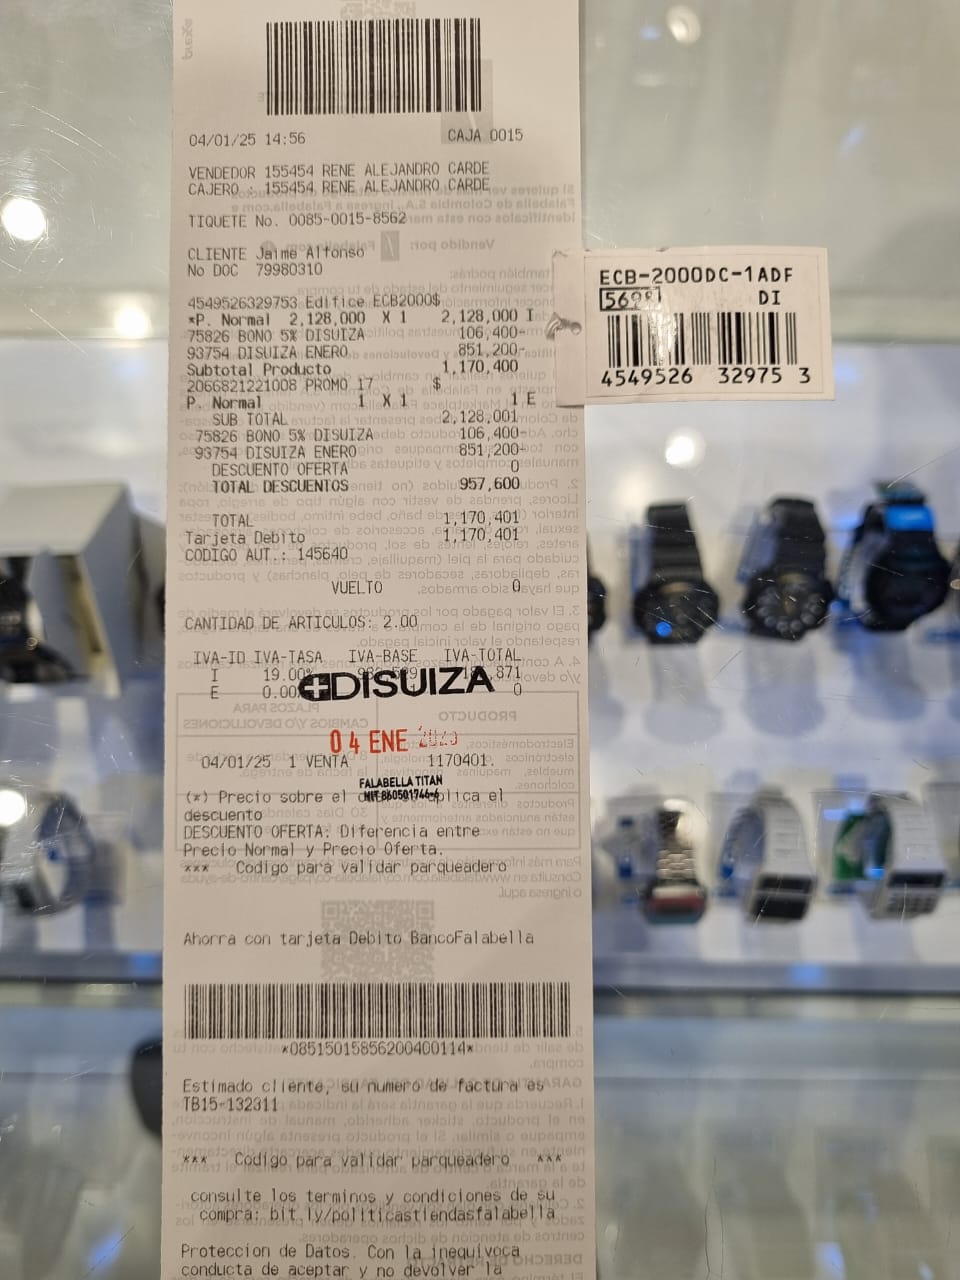 04/01/25 14:56 CAJA 0015
VENDEDOR 155454 RENE ALEJANDRO CARDE
CAJERO : 155454 RENE ALEJANDRO CARDE
TIQUETE No. 0085-0015-8562
CLIENTE Jaime Alfonso
No DOC 79980310
4549526329753 Edifice ECB2000$
*P. Normal 2,128,000 X 1 2,128,000 I
75826 BONO 5% DISUIZA 106,400-
93754 DISUIZA ENERO 851,200-
Subtotal Producto 1,170,400
2066821221008 PROMO 17 $
P. Normal 1 X 1 1 E
SUB TOTAL 2,128,001
75826 BONO 5% DISUIZA 106,400-
93754 DISUIZA ENERO 851,200-
DESCUENTO OFERTA 0
TOTAL DESCUENTOS 957,600
TOTAL 1,170,401
Tarjeta Debito 1,170,401
CODIGO AUT.: 145640
VUELTO 0
CANTIDAD DE ARTICULOS: 2.00
IVA-ID IVA-TASA IVA-BASE IVA-TOTAL
I 19.00%
E 0.00 0
DISUIZA
04 ENE
04/01/25 1 VENTA 1170401.
FALABELLA TITAN
NIT 860501746-6
(*) Precio sobre el aplica el
descuento
DESCUENTO OFERTA: Diferencia entre
Precio Normal y Precio Oferta.
*** Codigo para validar parqueadero
Ahorra con tarjeta Debito BancoFalabella
*08515015856200400114*
Estimado cliente, su numero de factura es
TB15-132311
*** Codigo para validar parqueadero ***
consulte los terminos y condiciones de su
compra: bit.ly/politicastiendasfalabella
Proteccion de Datos. Con la inequivoca
conducta de aceptar y no devolver la
ECB-2000DC-1ADF
5698 DI
4549526 32975 3